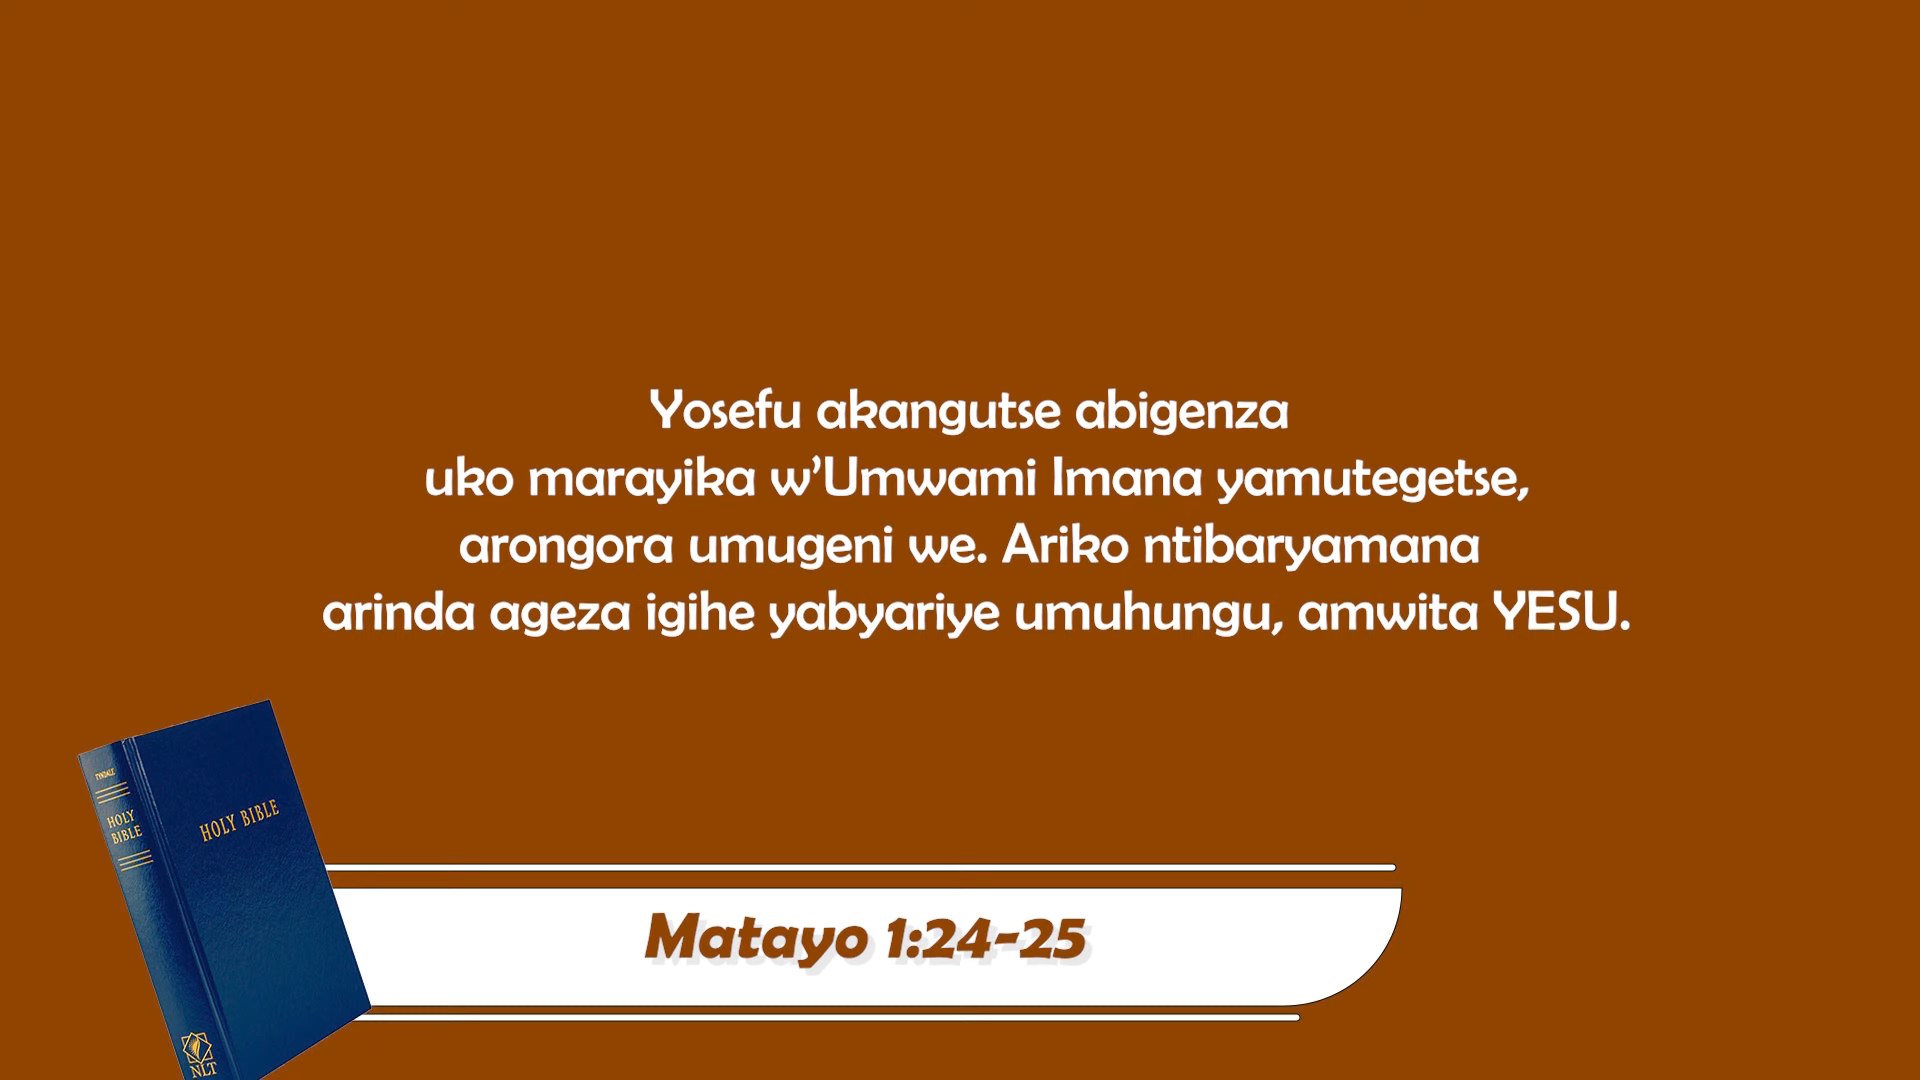 Yosefu akangutse abigenza
uko marayika w’Umwami Imana yamutegetse,
arongora umugeni we. Ariko ntibaryamana
arinda ageza igihe yabyariye umuhungu, amwita YESU.
TYNDALE
HOLY
BIBLE
HOLY BIBLE
NLT
Matayo 1:24-25